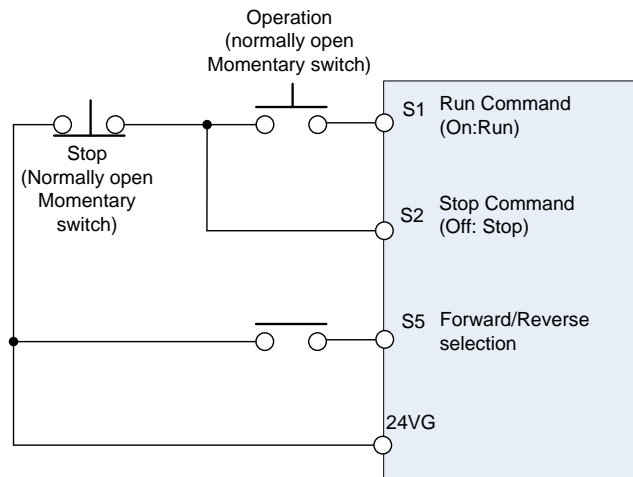 Operation
(normally open
Momentary switch)
Stop
(Normally open
Momentary
switch)
S1 Run Command
(On:Run)
S2 Stop Command
(Off: Stop)
S5 Forward/Reverse
selection
24VG